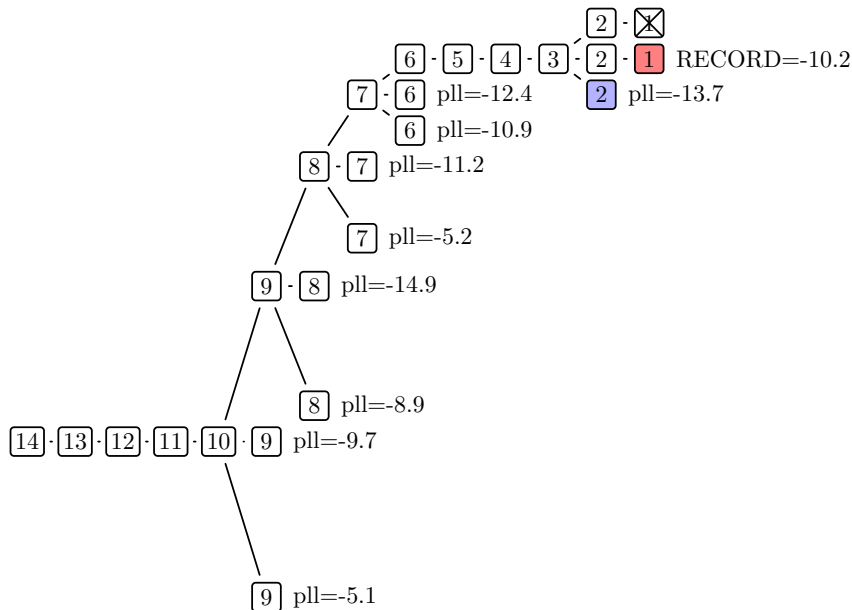 2 1
6 5 4 3 2 1 RECORD=-10.2
7 6 pll=-12.4 2 pll=-13.7
6 pll=-10.9
8 7 pll=-11.2
7 pll=-5.2
9 8 pll=-14.9
8 pll=-8.9
14 13 12 11 10 9 pll=-9.7
9 pll=-5.1